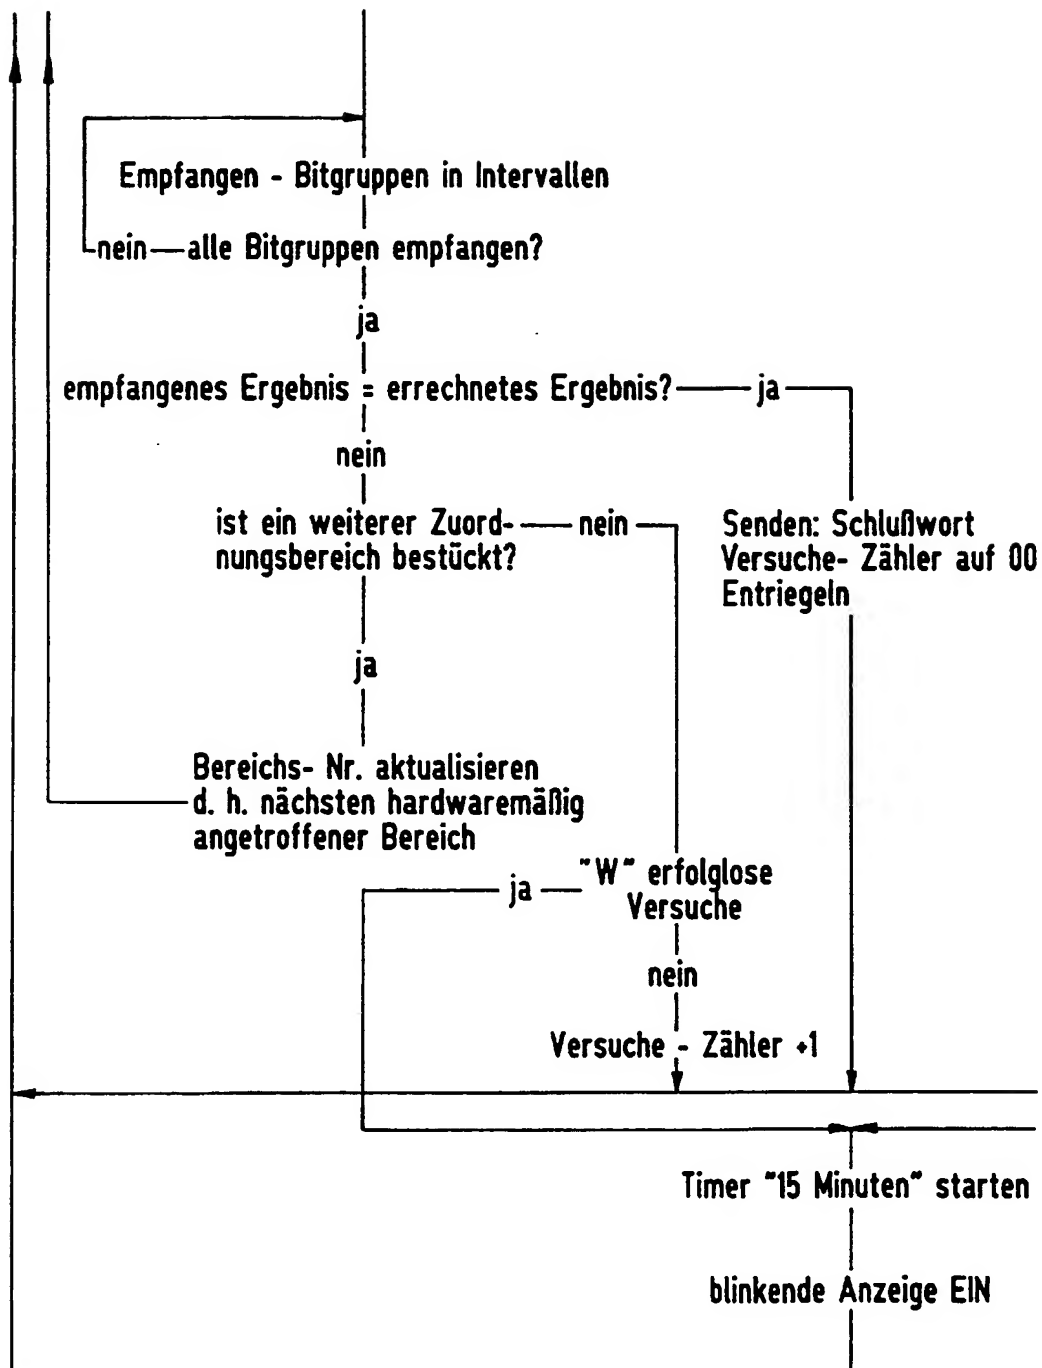 Empfangen - Bitgruppen in Intervallen
nein — alle Bitgruppen empfangen?
ja
empfangenes Ergebnis = errechnetes Ergebnis? — ja
nein
ist ein weiterer Zuord- — nein
nungsbereich bestückt?
Senden: Schlußwort
Versuche- Zähler auf 00
Entriegeln
ja
Bereichs- Nr. aktualisieren
d. h. nächsten hardwaremäßig
angetroffener Bereich
ja — "W" erfolglose
Versuche
nein
Versuche - Zähler +1
Timer "15 Minuten" starten
blinkende Anzeige EIN